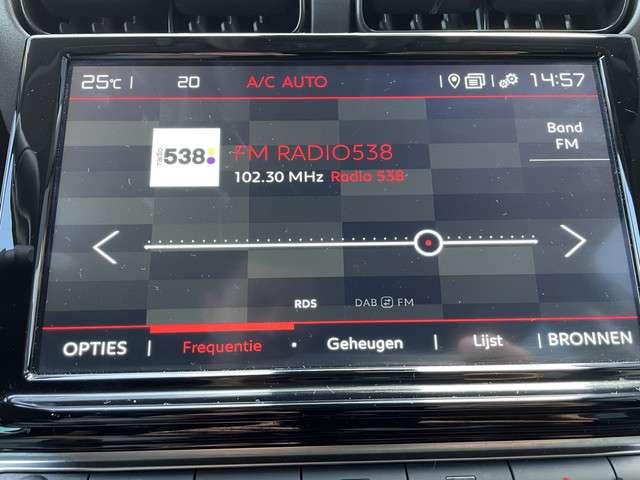 25°C | 20 A/C AUTO | | 14:57
Band
FM
radio 538
FM RADIO538
102.30 MHz Radio 538
RDS DAB FM
OPTIES | Frequentie • Geheugen | Lijst | BRONNEN